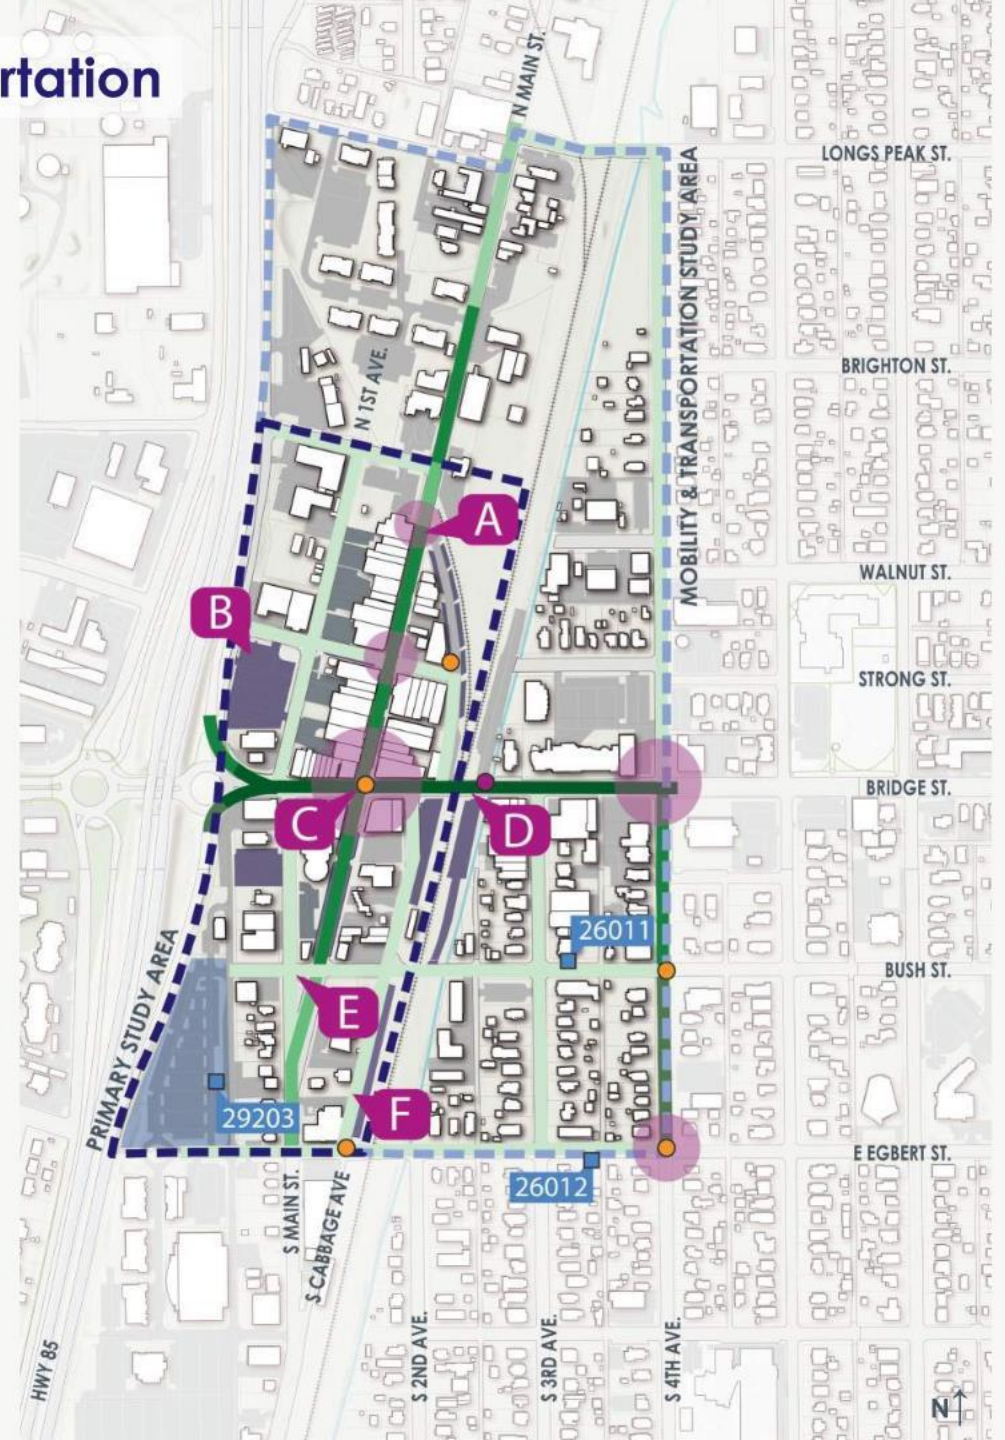 rtation
N MAIN ST.
LONGS PEAK ST.
MOBILITY & TRANSPORTATION STUDY AREA
BRIGHTON ST.
N 1ST AVE.
A
WALNUT ST.
B
STRONG ST.
BRIDGE ST.
C
D
26011
PRIMARY STUDY AREA
BUSH ST.
E
29203
F
E EGBERT ST.
26012
S MAIN ST.
S CABBAGE AVE
HWY 85
S 2ND AVE.
S 3RD AVE.
S 4TH AVE.
N